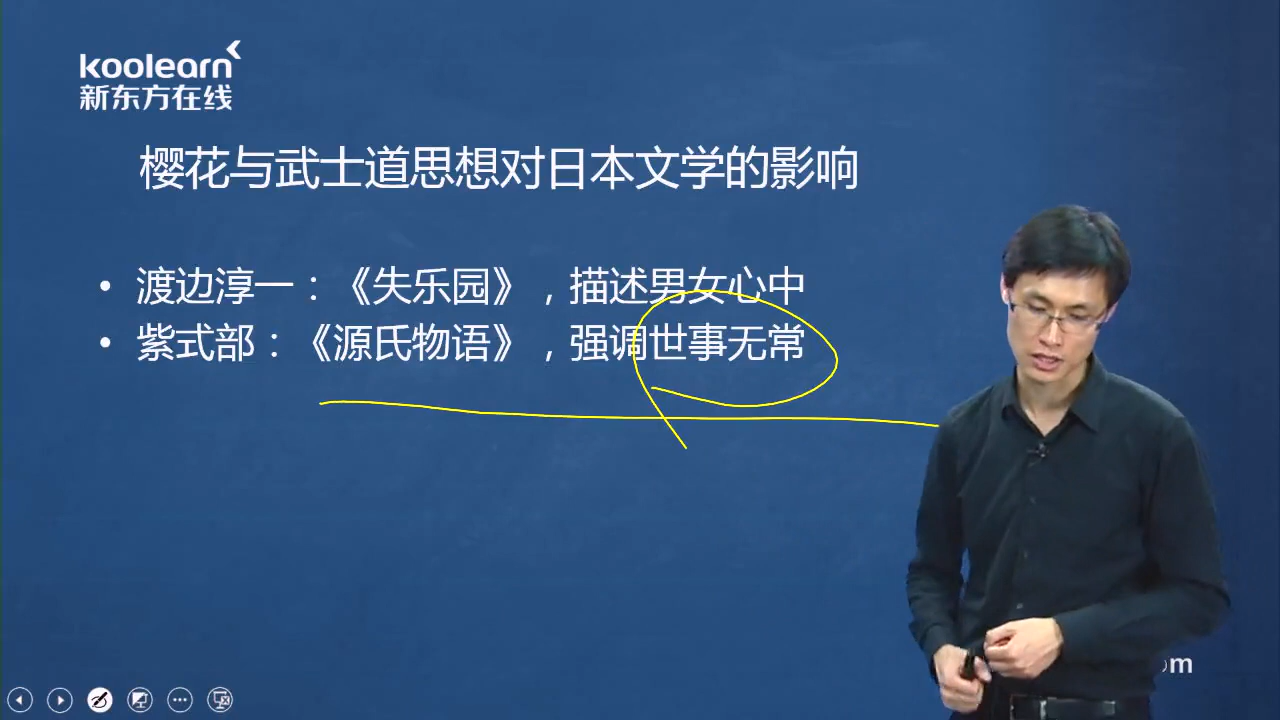 koolearn
新东方在线
樱花与武士道思想对日本文学的影响
• 渡边淳一：《失乐园》，描述男女心中
• 紫式部：《源氏物语》，强调世事无常
om